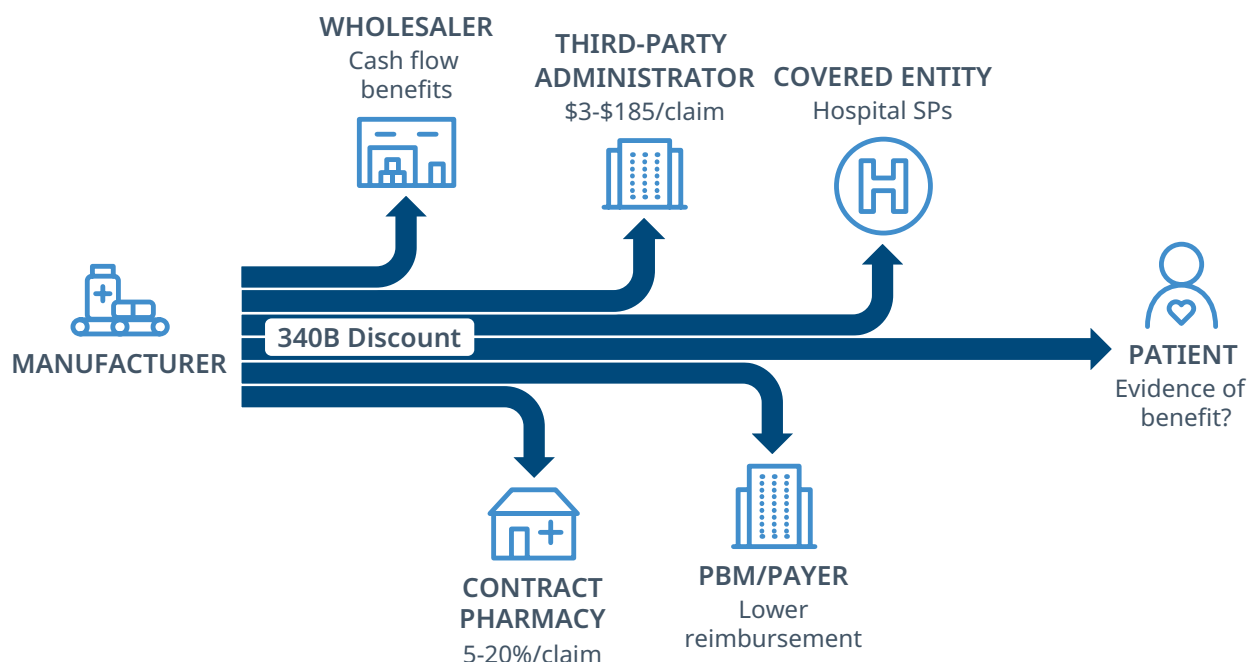 WHOLESALER
Cash flow
benefits
THIRD-PARTY
ADMINISTRATOR
$3-$185/claim
COVERED ENTITY
Hospital SPs
MANUFACTURER
340B Discount
PATIENT
Evidence of
benefit?
CONTRACT
PHARMACY
5-20%/claim
PBM/PAYER
Lower
reimbursement